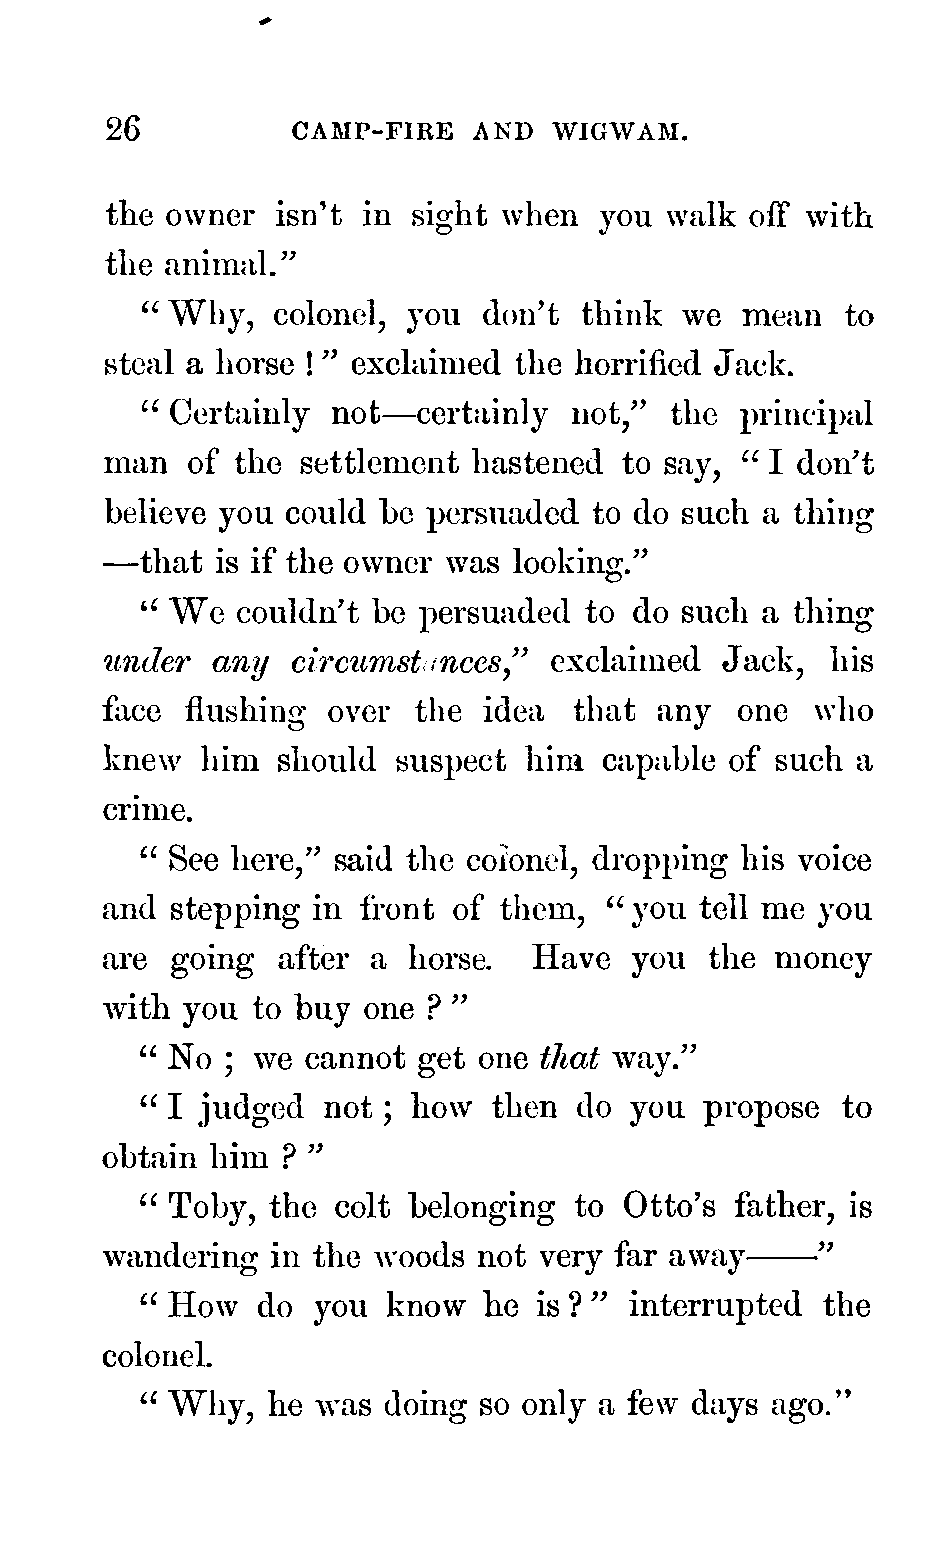 26 CAMP-FIRE AND WIGWAM.
the owner isn't in sight when you walk off with
the animal."
" Why, colonel, you don't think we mean to
steal a horse ! " exclaimed the horrified Jack.
" Certainly not—certainly not," the principal
man of the settlement hastened to say, " I don't
believe you could be persuaded to do such a thing
—that is if the owner was looking."
" We couldn't be persuaded to do such a thing
under any circumstances," exclaimed Jack, his
face flushing over the idea that any one who
knew him should suspect him capable of such a
crime.
" See here," said the colonel, dropping his voice
and stepping in front of them, " you tell me you
are going after a horse. Have you the money
with you to buy one ? "
" No ; we cannot get one that way."
" I judged not ; how then do you propose to
obtain him ? "
" Toby, the colt belonging to Otto's father, is
wandering in the woods not very far away——"
" How do you know he is ? " interrupted the
colonel.
" Why, he was doing so only a few days ago."